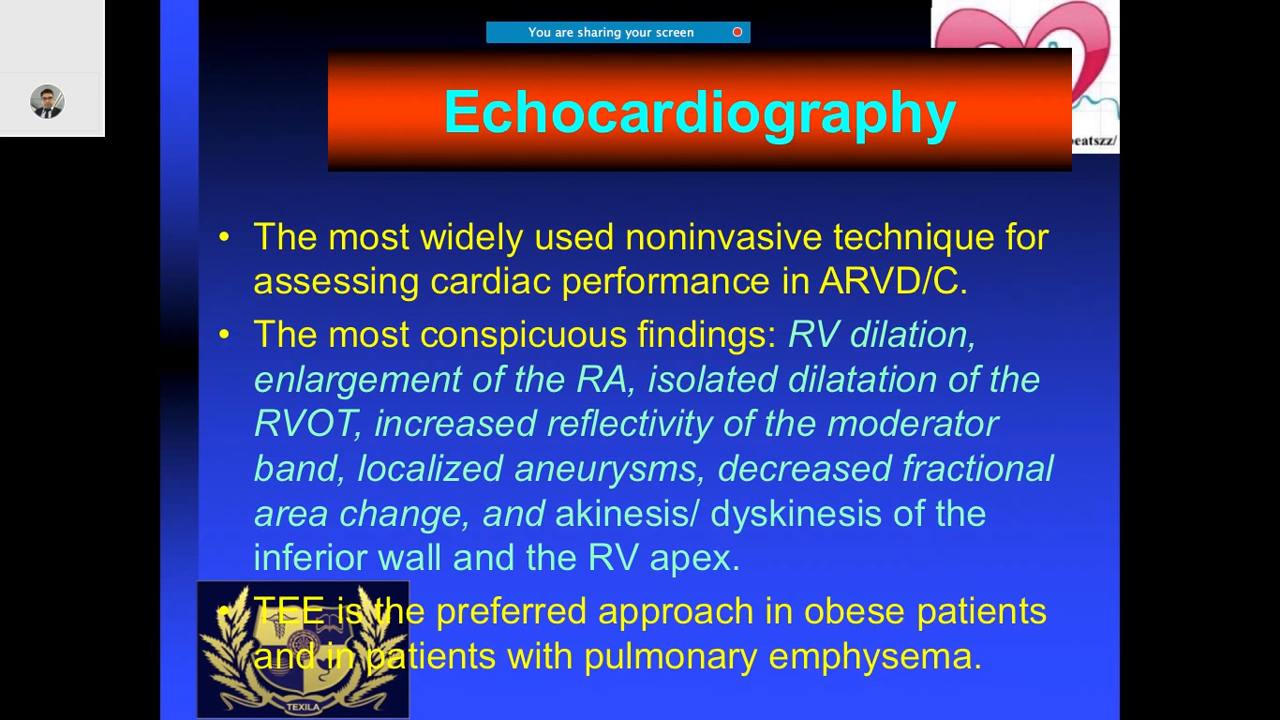 You are sharing your screen
Echocardiography
eatszz/
• The most widely used noninvasive technique for
assessing cardiac performance in ARVD/C.
• The most conspicuous findings: RV dilation,
enlargement of the RA, isolated dilatation of the
RVOT, increased reflectivity of the moderator
band, localized aneurysms, decreased fractional
area change, and akinesis/ dyskinesis of the
inferior wall and the RV apex.
• TEE is the preferred approach in obese patients
and in patients with pulmonary emphysema.
TEXILA